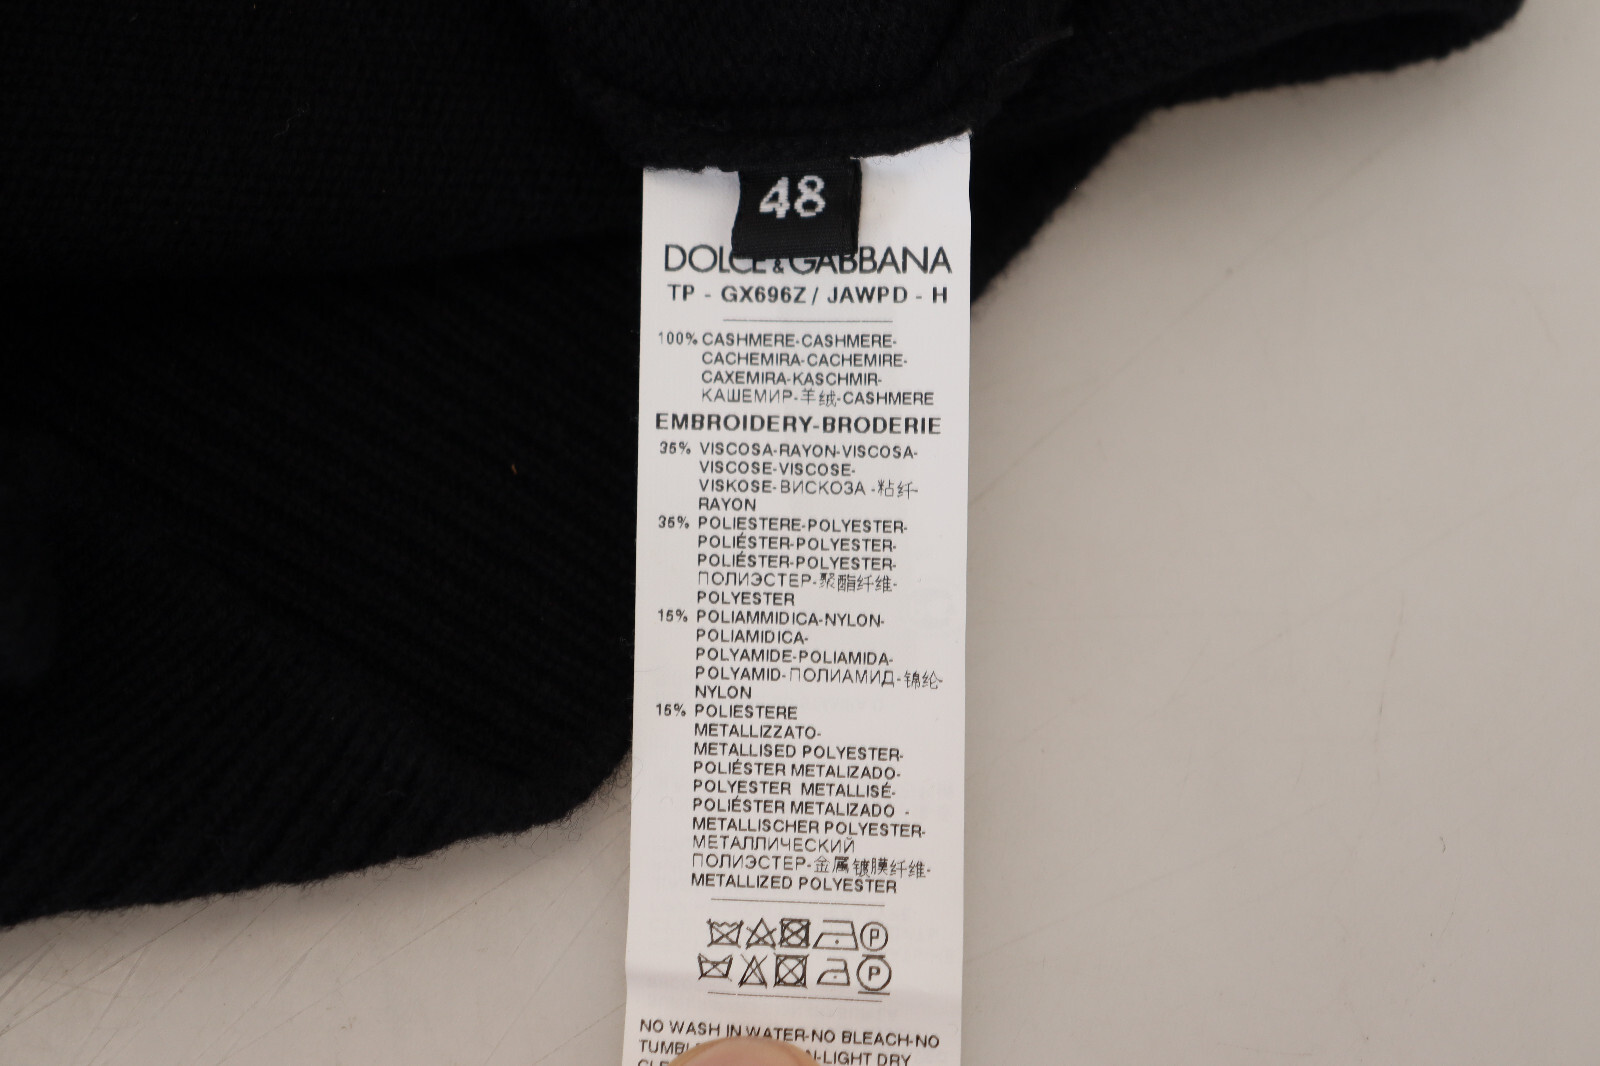 48
DOLCE & GABBANA
TP - GX696Z / JAWPD - H
100% CASHMERE-CASHMERE-
CACHEMIRA-CACHEMIRE-
CAXEMIRA-KASCHMIR-
КАШЕМИР-羊绒-CASHMERE
EMBROIDERY-BRODERIE
35% VISCOSA-RAYON-VISCOSA-
VISCOSE-VISCOSE-
VISKOSE-ВИСКОЗА-粘纤-
RAYON
35% POLIESTERE-POLYESTER-
POLIÉSTER-POLYESTER-
POLIÉSTER-POLYESTER-
ПОЛИЭСТЕР-聚酯纤维-
POLYESTER
15% POLIAMMIDICA-NYLON-
POLIAMIDICA-
POLYAMIDE-POLIAMIDA-
POLYAMID-ПОЛИАМИД-锦纶-
NYLON
15% POLIESTERE
METALLIZZATO-
METALLISED POLYESTER-
POLIÉSTER METALIZADO-
POLYESTER METALLISÉ-
POLIÉSTER METALIZADO -
METALLISCHER POLYESTER-
МЕТАЛЛИЧЕСКИЙ
ПОЛИЭСТЕР-金属镀膜纤维-
METALLIZED POLYESTER
P
P
NO WASH IN WATER-NO BLEACH-NO
LIGHT DRY